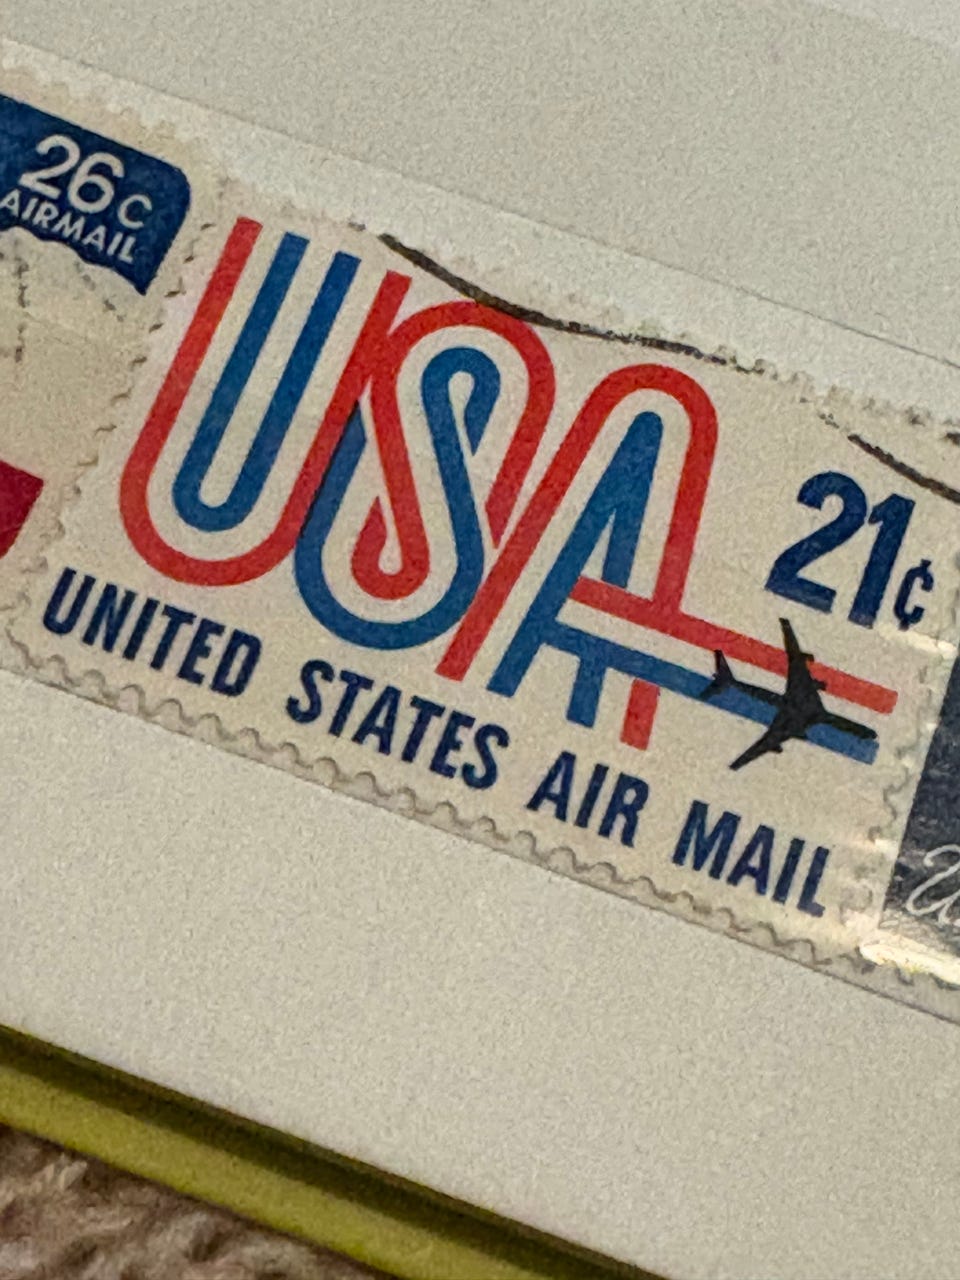 26c
AIRMAIL
USA
21¢
UNITED STATES AIR MAIL